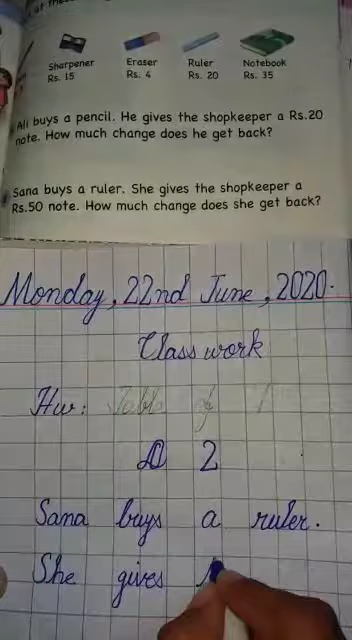 Sharpener Eraser Ruler Notebook
Rs. 15 Rs. 4 Rs. 20 Rs. 35
Ali buys a pencil. He gives the shopkeeper a Rs.20
note. How much change does he get back?
Sana buys a ruler. She gives the shopkeeper a
Rs.50 note. How much change does she get back?
Monday, 22nd June, 2020.
Class work
Hw: Table of
Q 2
Sana buys a ruler.
She gives